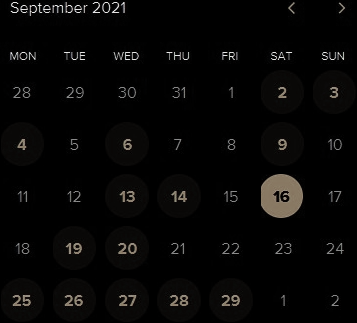 September 2021
MON TUE WED THU FRI SAT SUN
28 29 30 31 1 2 3
4 5 6 7 8 9 10
11 12 13 14 15 16 17
18 19 20 21 22 23 24
25 26 27 28 29 1 2